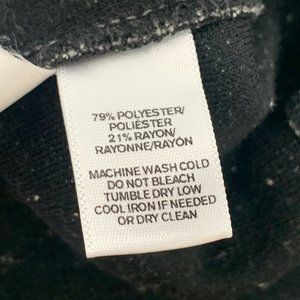 79% POLYESTER/
POLIÉSTER
21% RAYON/
RAYONNE/RAYÓN
MACHINE WASH COLD
DO NOT BLEACH
TUMBLE DRY LOW
COOL IRON IF NEEDED
OR DRY CLEAN